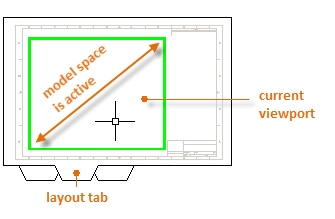 model space
is active
current
viewport
layout tab